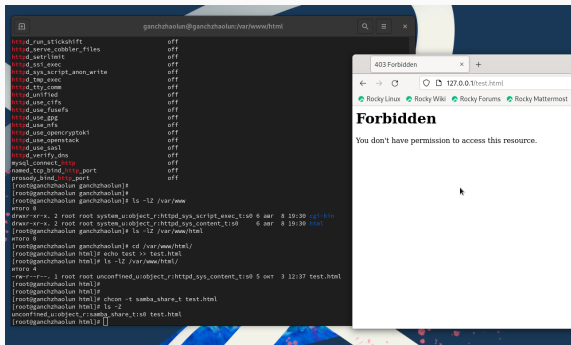 ganchzhaolun@ganchzhaolun:/var/www/html
httpd_run_stickshift off
httpd_serve_cobbler_files off
httpd_setrlimit off
httpd_ssi_exec off
httpd_sys_script_anon_write off
httpd_tmp_exec off
httpd_tty_comm off
httpd_unified off
httpd_use_cifs off
httpd_use_fusefs off
httpd_use_gpg off
httpd_use_nfs off
httpd_use_opencryptoki off
httpd_use_openstack off
httpd_use_sasl off
httpd_verify_dns off
mysql_connect_http off
named_tcp_bind_http_port off
prosody_bind_http_port off
[root@ganchzhaolun ganchzhaolun]#
[root@ganchzhaolun ganchzhaolun]#
[root@ganchzhaolun ganchzhaolun]# ls -lZ /var/www
итого 0
drwxr-xr-x. 2 root root system_u:object_r:httpd_sys_script_exec_t:s0 6 авг 8 19:30 cgi-bin
drwxr-xr-x. 2 root root system_u:object_r:httpd_sys_content_t:s0 6 авг 8 19:30 html
[root@ganchzhaolun ganchzhaolun]# ls -lZ /var/www/html
итого 0
[root@ganchzhaolun ganchzhaolun]# cd /var/www/html/
[root@ganchzhaolun html]# echo test >> test.html
[root@ganchzhaolun html]# ls -lZ /var/www/html/
итого 4
-rw-r--r--. 1 root root unconfined_u:object_r:httpd_sys_content_t:s0 5 окт 3 12:37 test.html
[root@ganchzhaolun html]#
[root@ganchzhaolun html]#
[root@ganchzhaolun html]# chcon -t samba_share_t test.html
[root@ganchzhaolun html]# ls -Z
unconfined_u:object_r:samba_share_t:s0 test.html
[root@ganchzhaolun html]#
403 Forbidden
127.0.0.1/test.html
Rocky Linux Rocky Wiki Rocky Forums Rocky Mattermost
Forbidden
You don't have permission to access this resource.